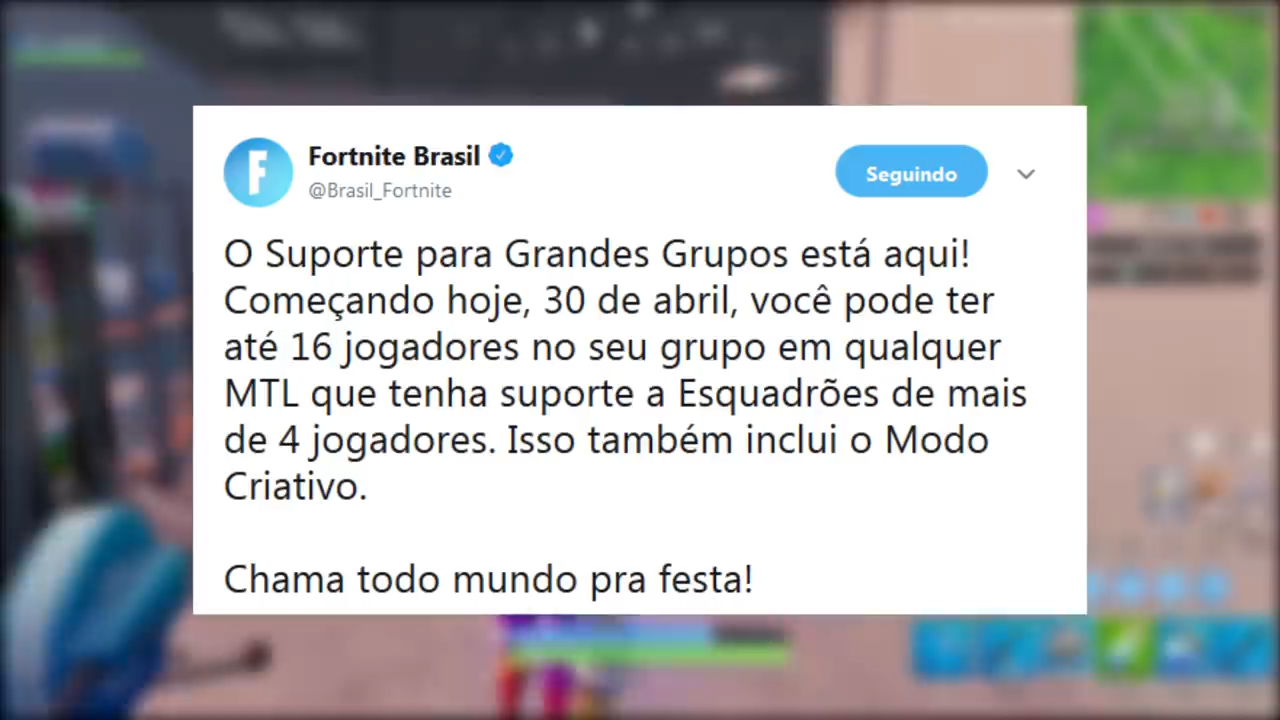 Fortnite Brasil
@Brasil_Fortnite
Seguindo
O Suporte para Grandes Grupos está aqui!
Começando hoje, 30 de abril, você pode ter
até 16 jogadores no seu grupo em qualquer
MTL que tenha suporte a Esquadrões de mais
de 4 jogadores. Isso também inclui o Modo
Criativo.
Chama todo mundo pra festa!